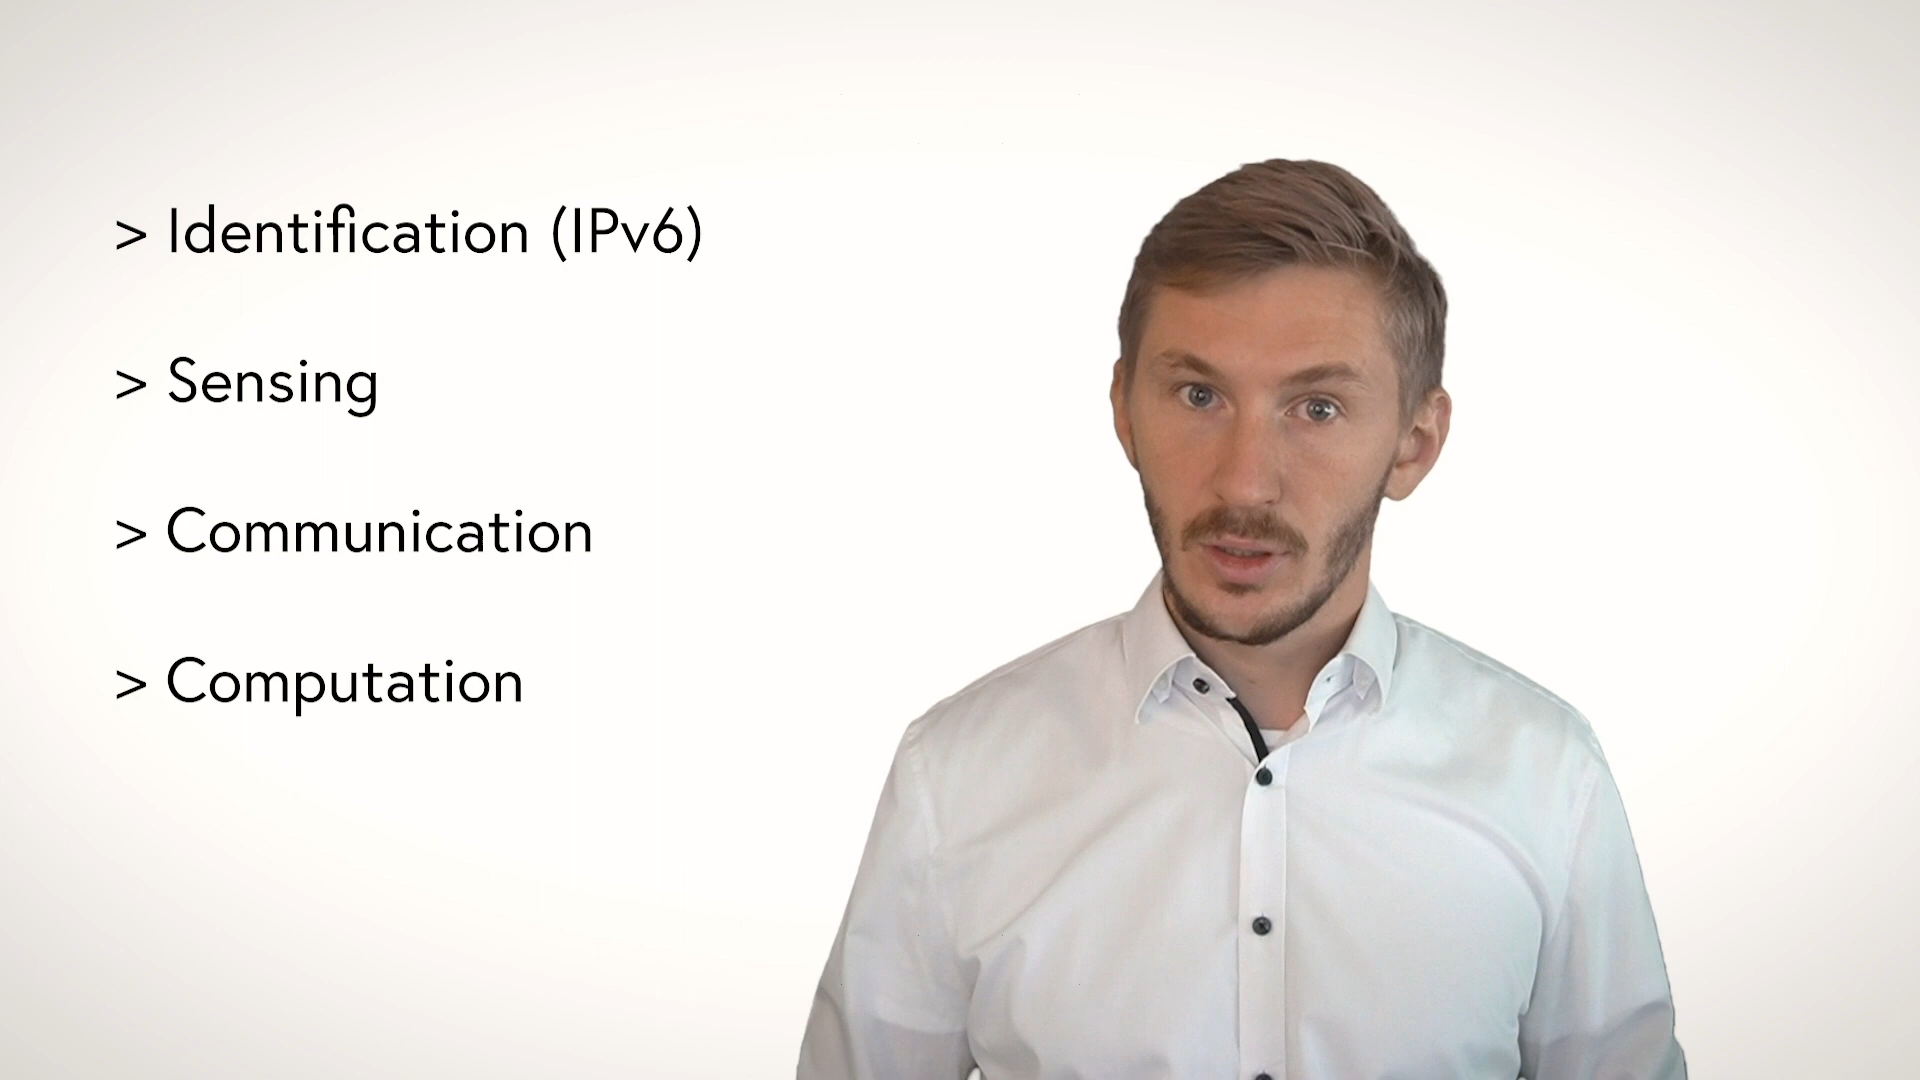 > Identification (IPv6)
> Sensing
> Communication
> Computation